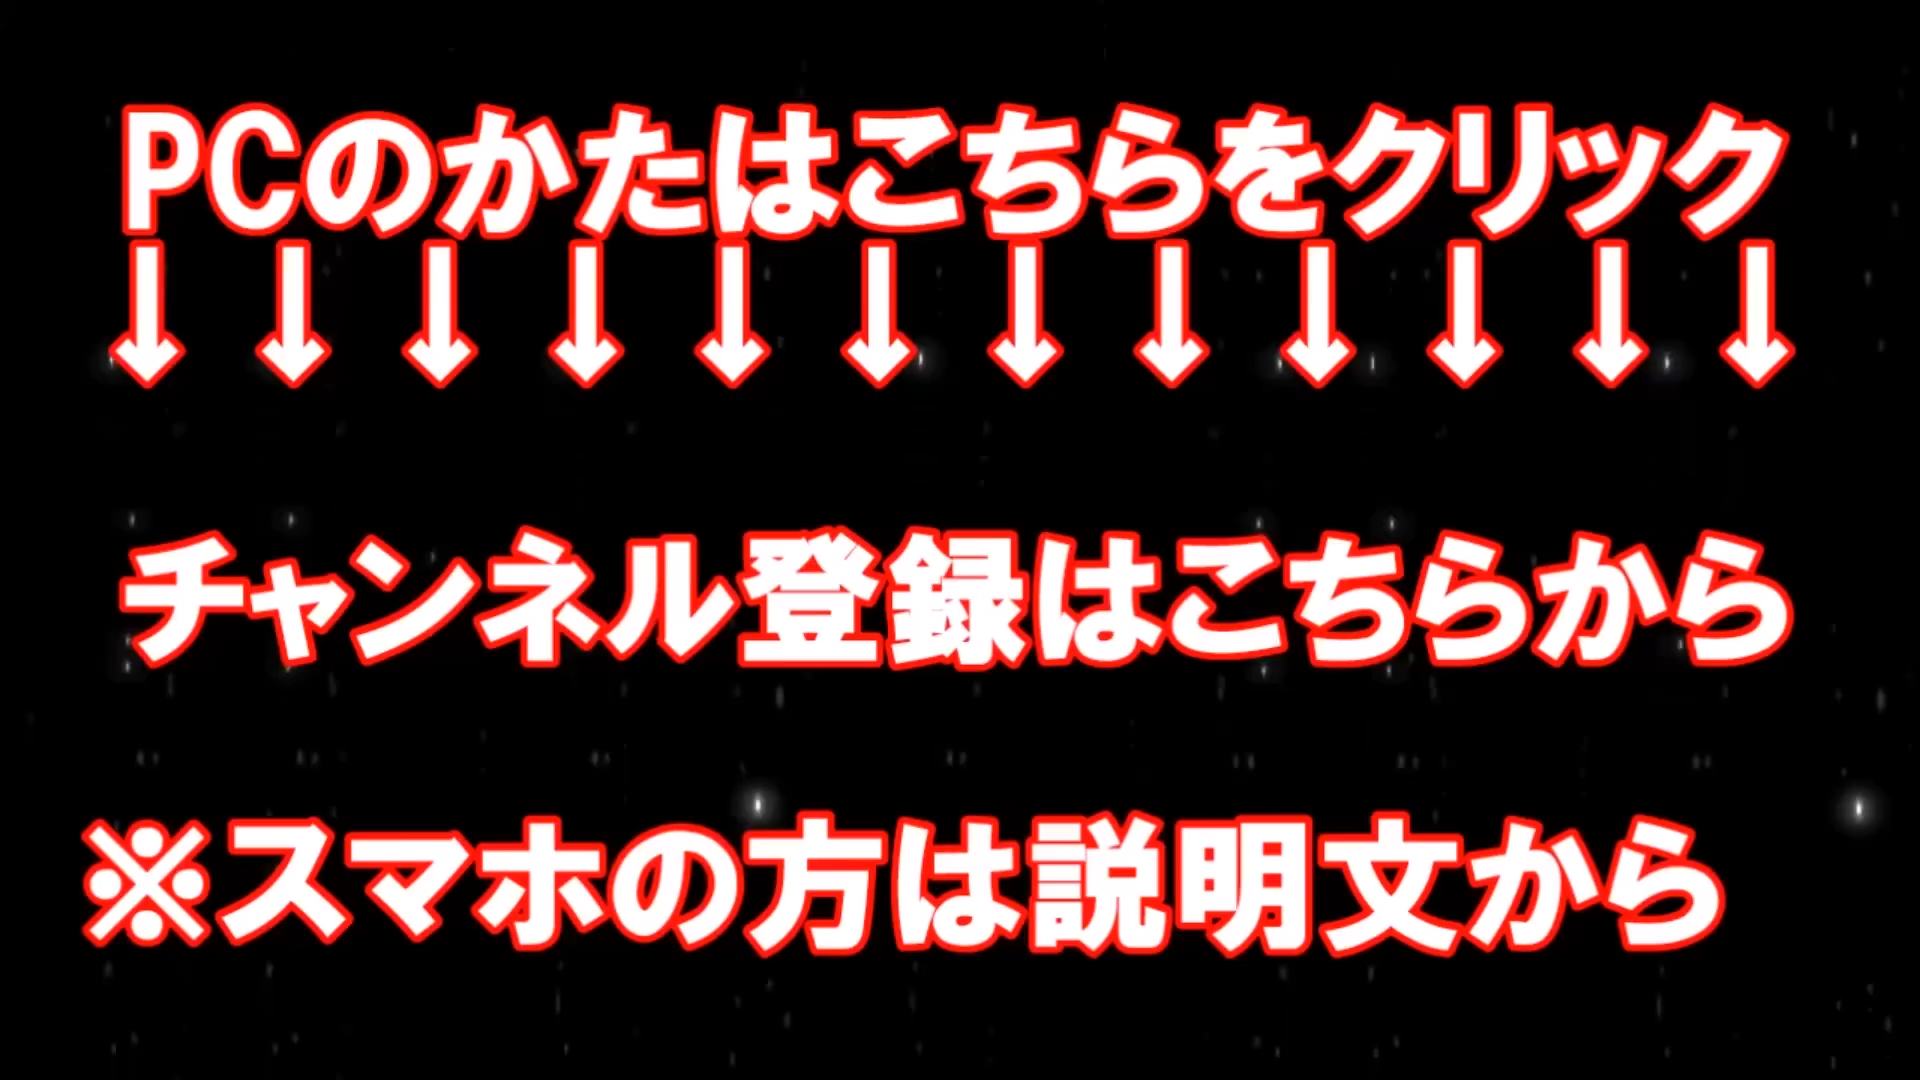 PCのかたはこちらをクリック
↓↓↓↓↓↓↓↓↓↓↓↓
チャンネル登録はこちらから
※スマホの方は説明文から